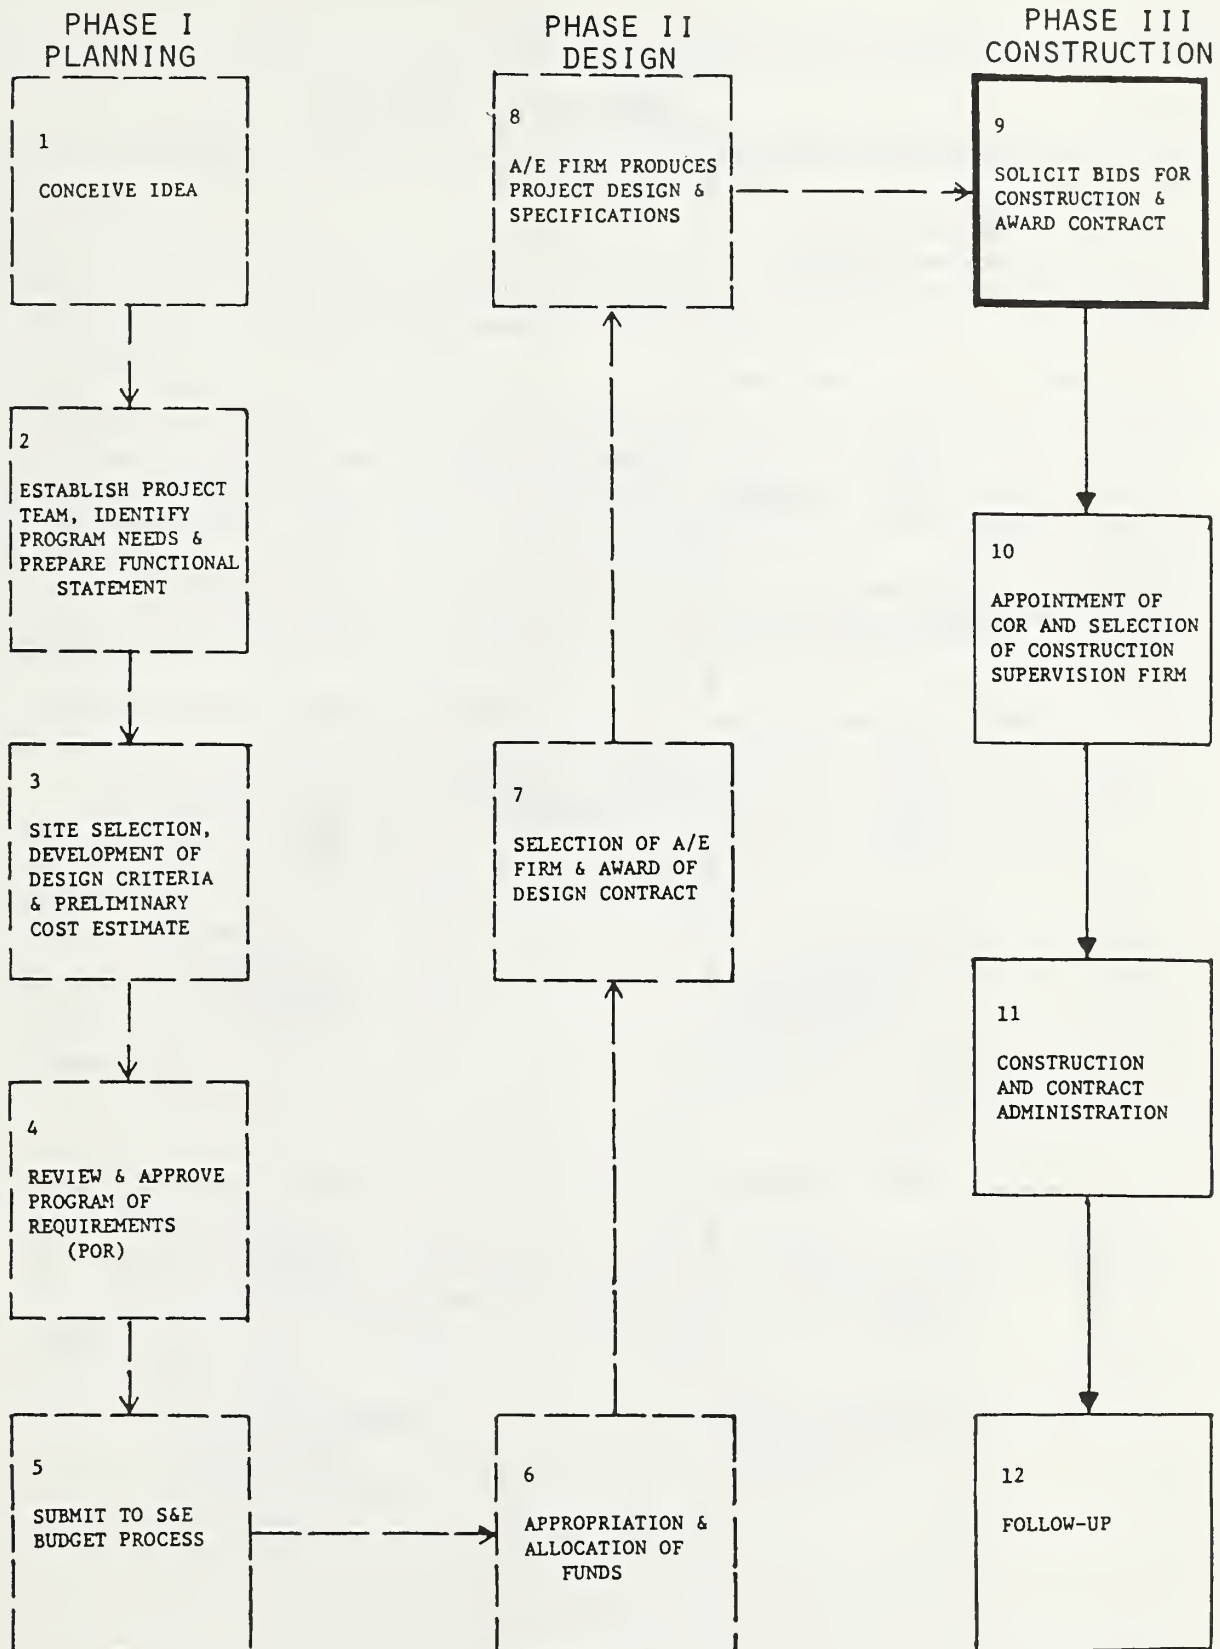 PHASE I
PLANNING
1
CONCEIVE IDEA
2
ESTABLISH PROJECT
TEAM, IDENTIFY
PROGRAM NEEDS &
PREPARE FUNCTIONAL
STATEMENT
3
SITE SELECTION,
DEVELOPMENT OF
DESIGN CRITERIA
& PRELIMINARY
COST ESTIMATE
4
REVIEW & APPROVE
PROGRAM OF
REQUIREMENTS
(POR)
5
SUBMIT TO S&E
BUDGET PROCESS
PHASE II
DESIGN
6
APPROPRIATION &
ALLOCATION OF
FUNDS
7
SELECTION OF A/E
FIRM & AWARD OF
DESIGN CONTRACT
8
A/E FIRM PRODUCES
PROJECT DESIGN &
SPECIFICATIONS
PHASE III
CONSTRUCTION
9
SOLICIT BIDS FOR
CONSTRUCTION &
AWARD CONTRACT
10
APPOINTMENT OF
COR AND SELECTION
OF CONSTRUCTION
SUPERVISION FIRM
11
CONSTRUCTION
AND CONTRACT
ADMINISTRATION
12
FOLLOW-UP